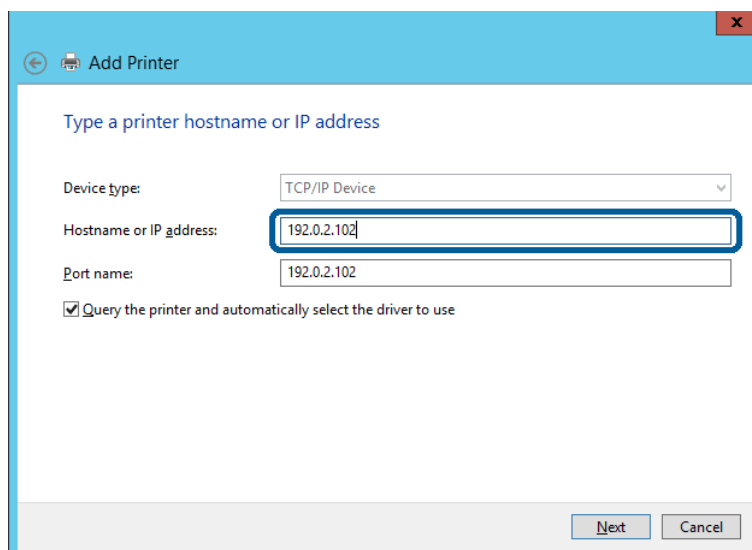 x
Add Printer
Type a printer hostname or IP address
Device type: TCP/IP Device
Hostname or IP address: 192.0.2.102
Port name: 192.0.2.102
Query the printer and automatically select the driver to use
Next Cancel